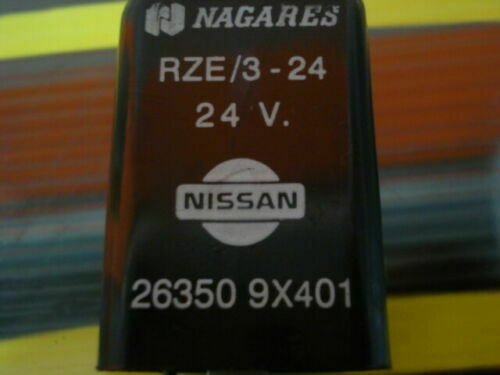 NAGARES
RZE/3-24
24 V.
NISSAN
26350 9X401